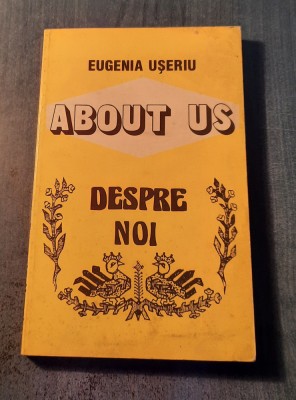 EUGENIA UŞERIU
ABOUT US
DESPRE
NOI